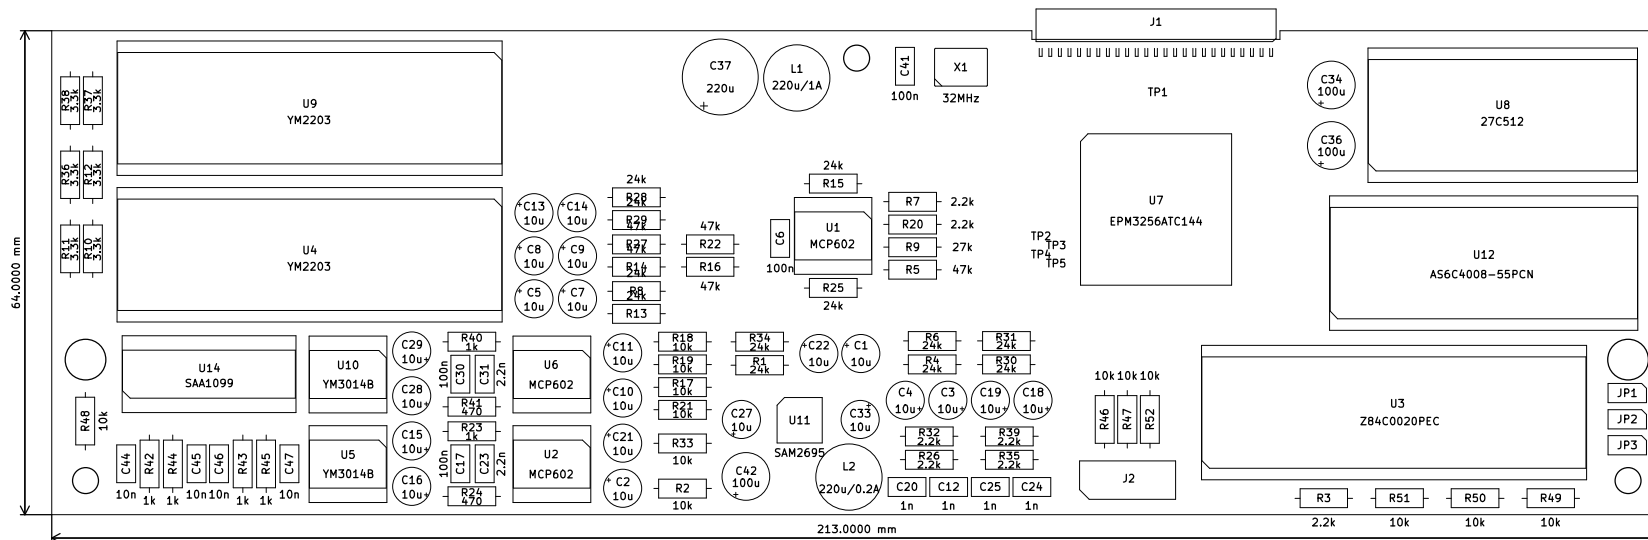 J1
C37
220u
+
L1
220u/1A
C41
100n
X1
32MHz
TP1
C34
100u
+
C36
100u
+
U8
27C512
R38
3.3k
R37
3.3k
U9
YM2203
R36
3.3k
R12
3.3k
24k
R15
24k
R28
24k
R29
47k
R27
47k
R14
24k
R8
24k
R13
U7
EPM3256ATC144
R11
3.3k
R10
3.3k
U4
YM2203
+C13
10u
+C14
10u
+C8
10u
+C9
10u
+C5
10u
+C7
10u
47k
R22
R16
47k
C6
100n
U1
MCP602
R25
24k
R7 2.2k
R20 2.2k
R9 27k
R5 47k
TP2
TP3
TP4
TP5
U12
AS6C4008-55PCN
64.0000 mm
U14
SAA1099
U10
YM3014B
C29
10u+
C28
10u+
R40
1k
100n
C30
C31
2.2n
R41
470
U6
MCP602
+C11
10u
+C10
10u
R18
10k
R19
10k
R17
10k
R21
10k
R34
24k
R1
24k
+C22
10u
+C1
10u
R6
24k
R4
24k
R31
24k
R30
24k
C4
10u+
C3
10u+
C19
10u+
C18
10u+
10k
10k
10k
R46
R47
R52
U3
Z84C0020PEC
JP1
JP2
JP3
R48
10k
C44
10n
R42
1k
R44
1k
C45
10n
C46
10n
R43
1k
R45
1k
C47
10n
U5
YM3014B
C15
10u+
C16
10u+
R23
1k
100n
C17
C23
2.2n
R24
470
U2
MCP602
+C21
10u
+C2
10u
R33
10k
R2
10k
C27
10u
+
U11
SAM2695
C33
10u
+
C42
100u
+
L2
220u/0.2A
R32
2.2k
R26
2.2k
R39
2.2k
R35
2.2k
C20
1n
C12
1n
C25
1n
C24
1n
J2
R3
2.2k
R51
10k
R50
10k
R49
10k
213.0000 mm